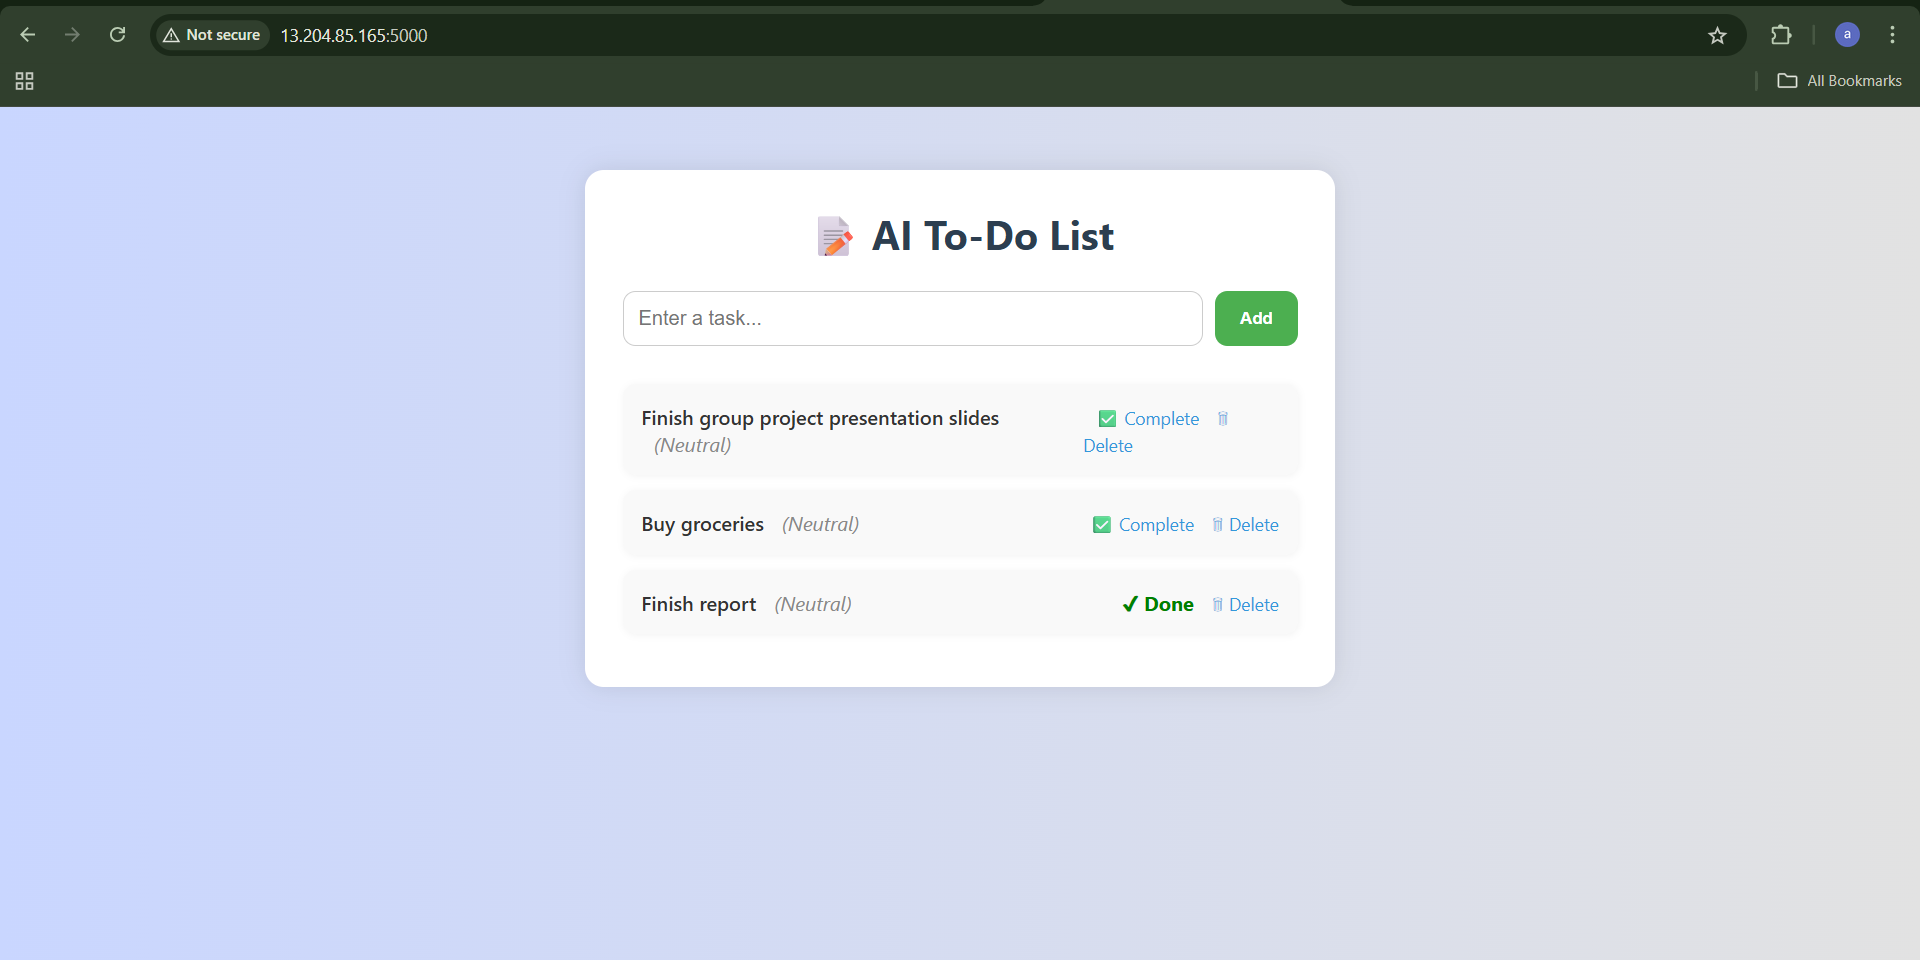 Not secure 13.204.85.165:5000
a
All Bookmarks
AI To-Do List
Enter a task... Add
Finish group project presentation slides ✅ Complete 🗑
(Neutral) Delete
Buy groceries (Neutral) ✅ Complete 🗑 Delete
Finish report (Neutral) ✔ Done 🗑 Delete